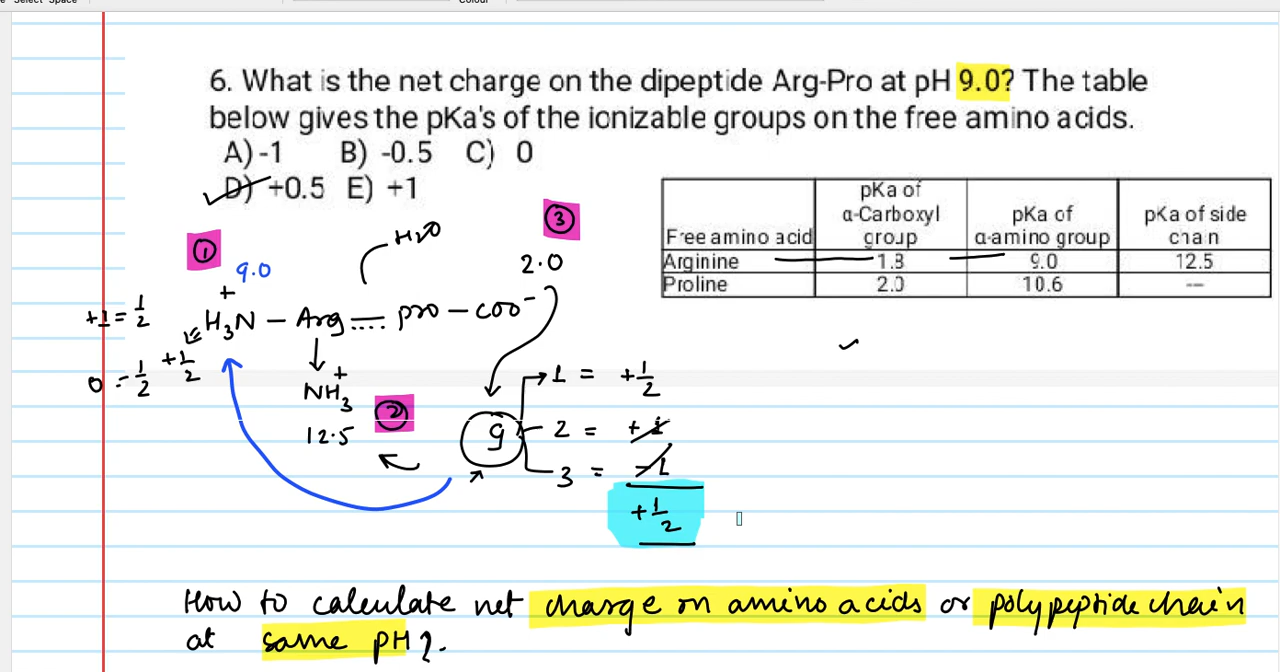 Select Space
Colour
6. What is the net charge on the dipeptide Arg-Pro at pH 9.0? The table
below gives the pKa's of the ionizable groups on the free amino acids.
A) -1 B) -0.5 C) 0
D) +0.5 E) +1
Free amino acid pKa of α-Carboxyl group pKa of α-amino group pKa of side chain
Arginine 1.8 9.0 12.5
Proline 2.0 10.6 --
① ③
H2O
9.0 2.0
+
H3N - Arg .... pro - coo-
+1 = 1/2
0 = 1/2 +1/2
+
NH3 ②
12.5
9
1 = +1/2
2 = +1
3 = -1
+1/2
How to calculate net charge on amino acids or polypeptide chain
at same pH?.